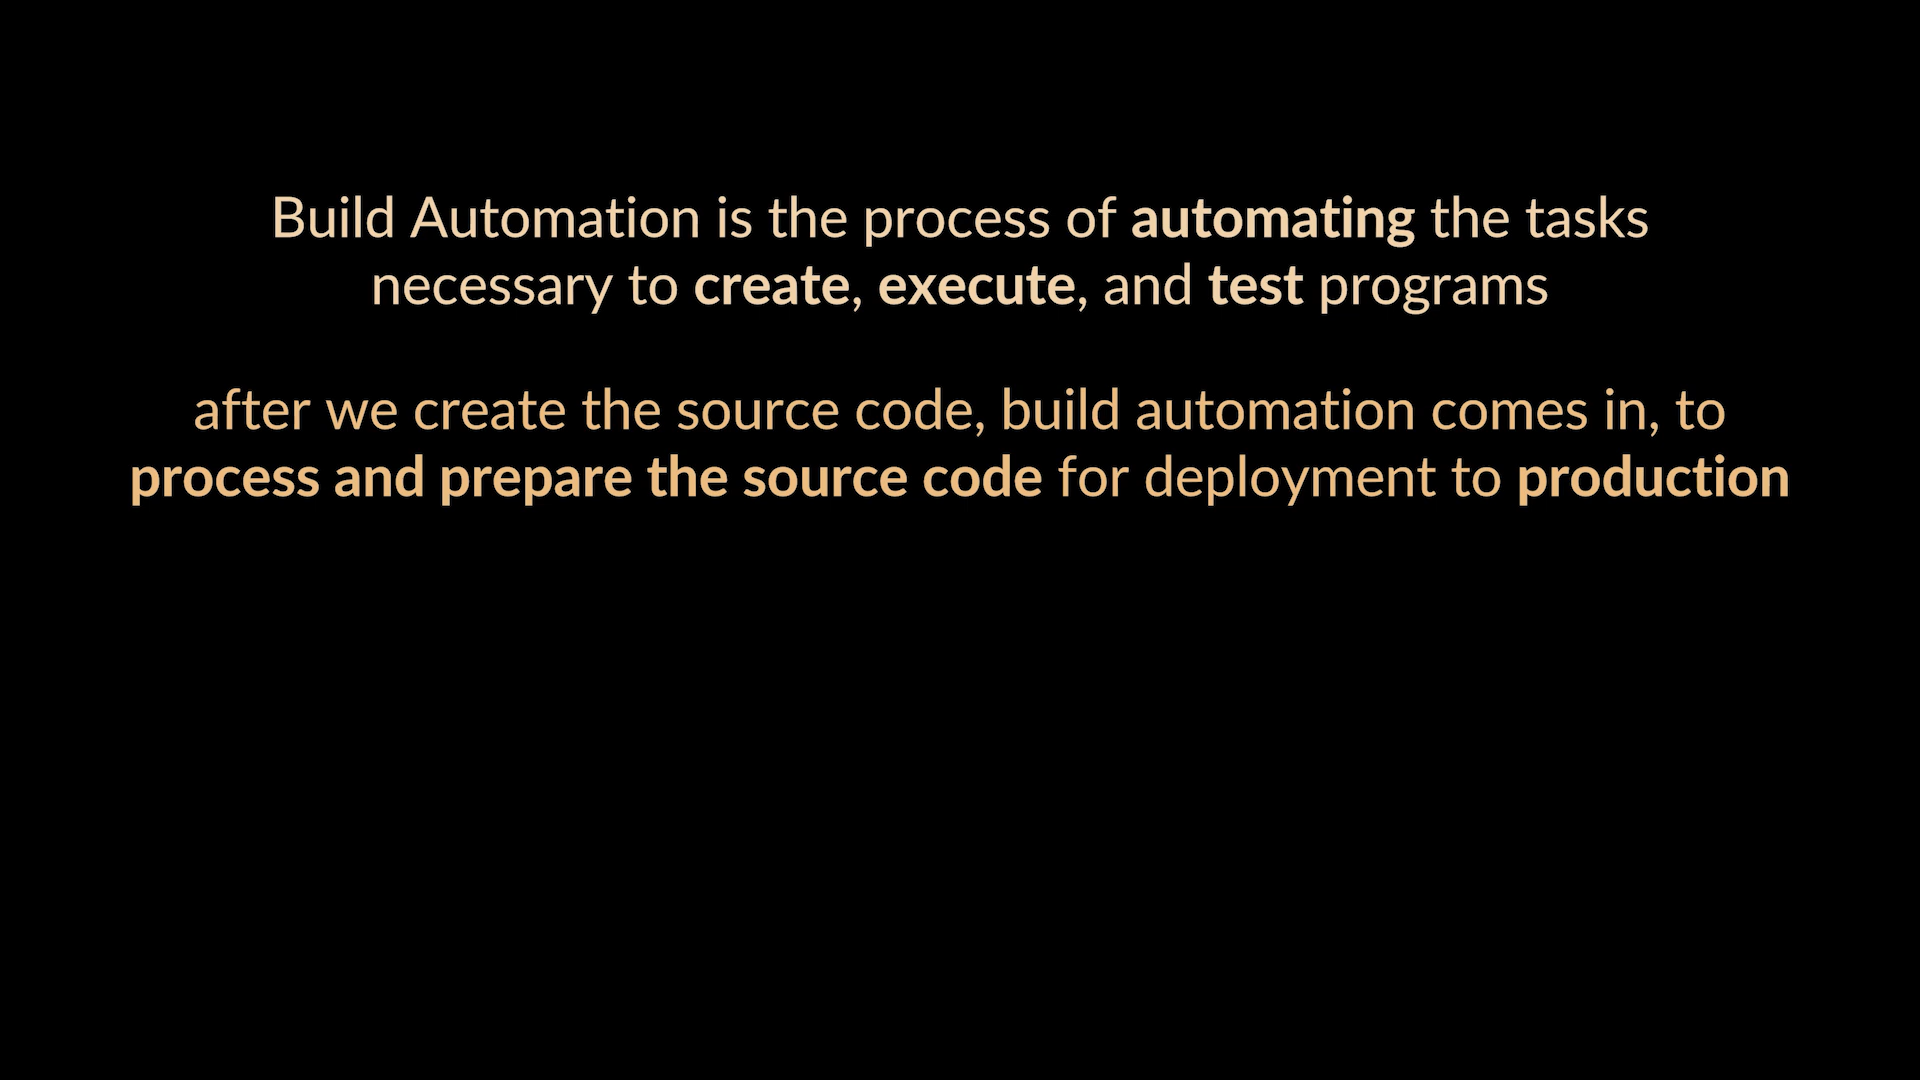 Build Automation is the process of automating the tasks
necessary to create, execute, and test programs
after we create the source code, build automation comes in, to
process and prepare the source code for deployment to production